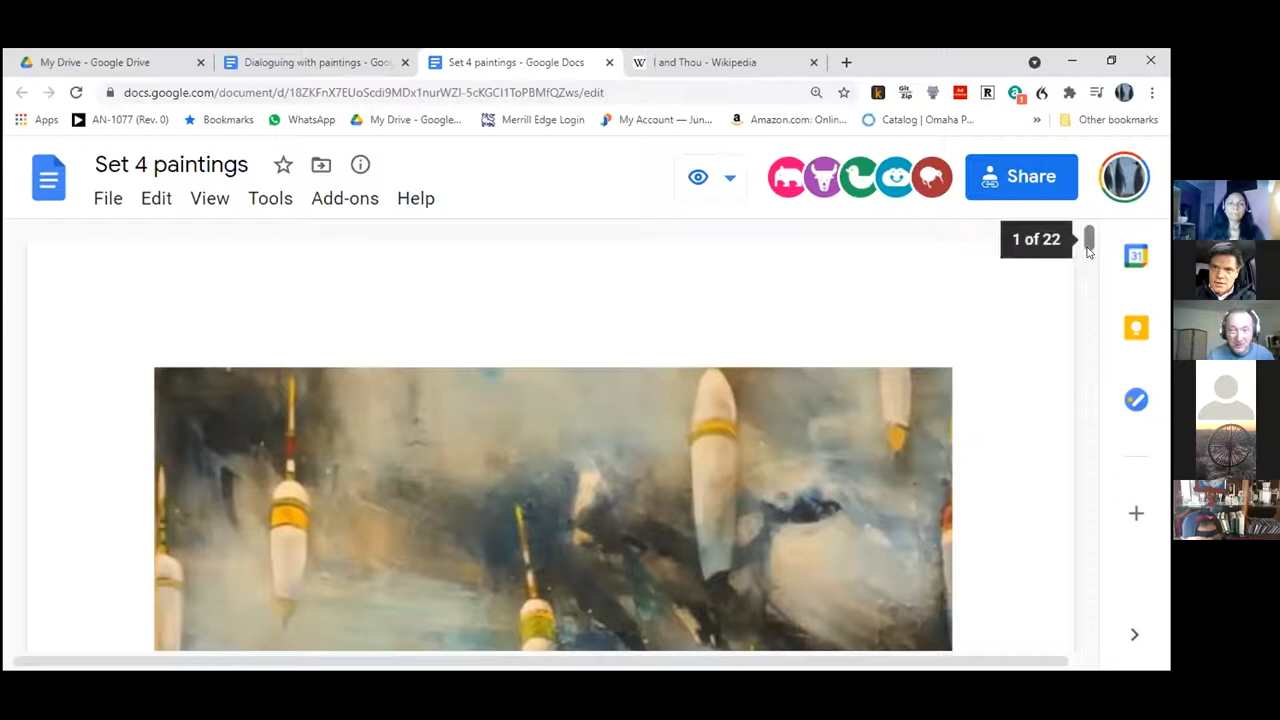 My Drive - Google Drive
Dialoguing with paintings - Goo
Set 4 paintings - Google Docs
W I and Thou - Wikipedia
docs.google.com/document/d/18ZKFnX7EUoScdi9MDx1nurWZI-5cKGCI1ToPBMfQZws/edit
Apps
AN-1077 (Rev. 0)
Bookmarks
WhatsApp
My Drive - Google...
Merrill Edge Login
My Account — Jun...
Amazon.com: Onlin...
Catalog | Omaha P...
» Other bookmarks
Set 4 paintings
File Edit View Tools Add-ons Help
Share
1 of 22
31